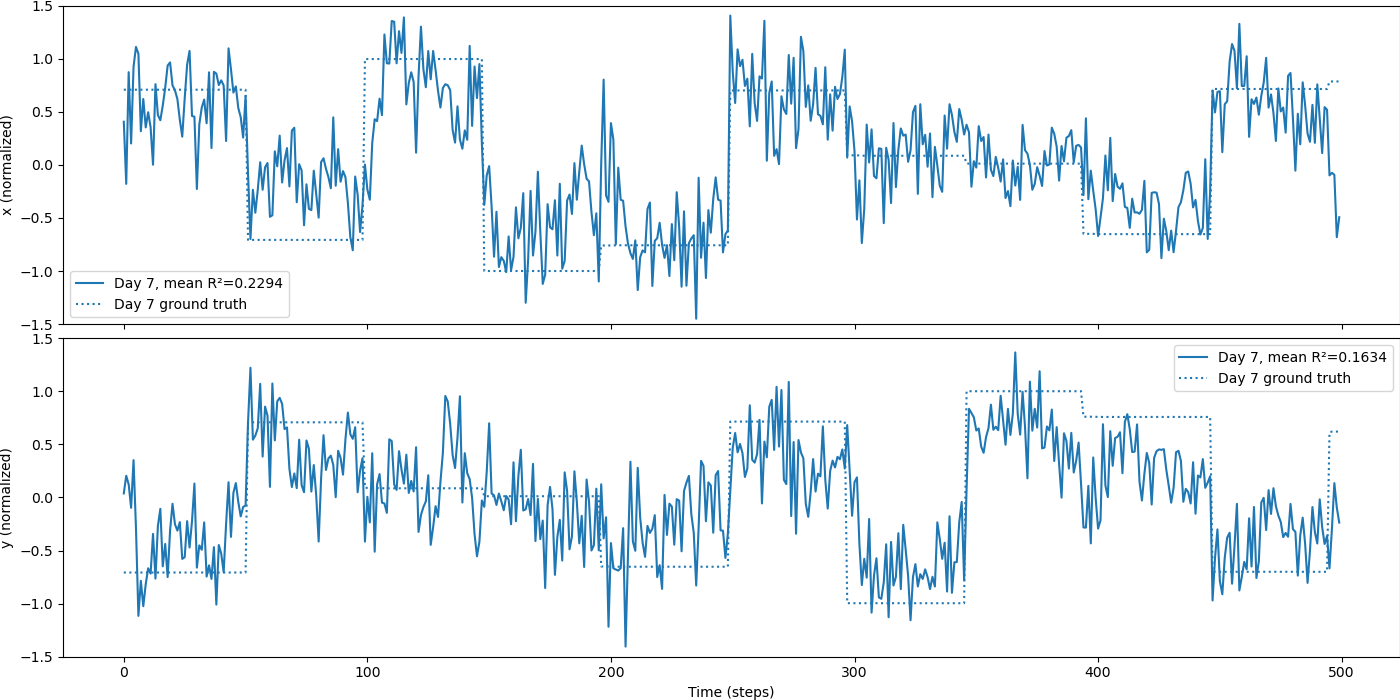 1.5
1.0
0.5
0.0
−0.5
−1.0
−1.5
x (normalized)
Day 7, mean R²=0.2294
Day 7 ground truth
1.5
1.0
0.5
0.0
−0.5
−1.0
−1.5
y (normalized)
Day 7, mean R²=0.1634
Day 7 ground truth
0 100 200 300 400 500
Time (steps)